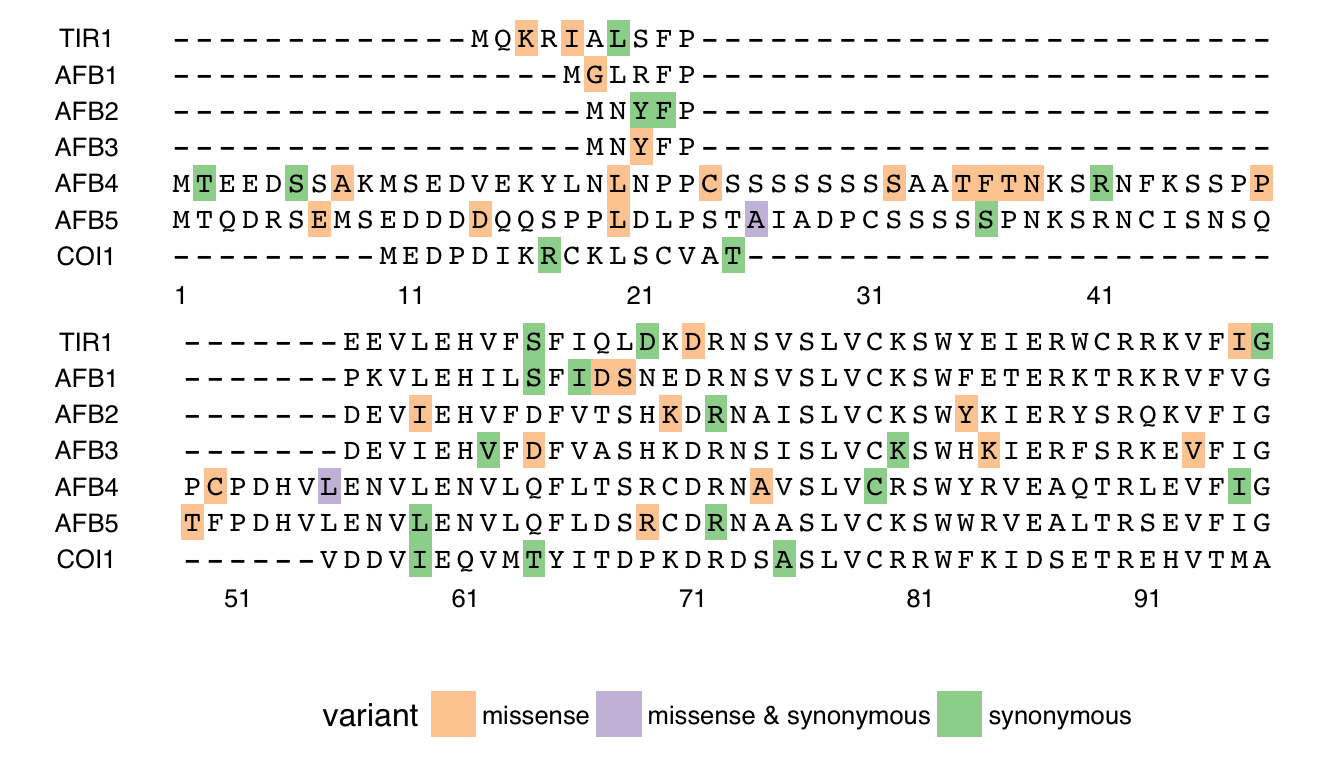 TIR1 -------------MQKRIALSFP-------------------------
AFB1 -----------------MGLRFP-------------------------
AFB2 ------------------MNYFP-------------------------
AFB3 ------------------MNYFP-------------------------
AFB4 MTEEDSSAKMSEDVEKYLNLNPPCSSSSSSSSAATFTNKSRNFKSSPP
AFB5 MTQDRSEMSEDDDDQQSPPLDLPSTAIADPCSSSSSPNKSRNCISNSQ
COI1 ---------MEDPDIKRCKLSCVAT-----------------------
1 11 21 31 41
TIR1 -------EEVLEHVFSFIQLDKDRNSVSLVCKSWYEIERWCRRKVFIG
AFB1 -------PKVLEHILSFIDSNEDRNSVSLVCKSWFETERKTRKRVFVG
AFB2 -------DEVIEHVFDFVTSHKDRNAISLVCKSWYKIERYSRQKVFIG
AFB3 -------DEVIEHVFDFVASHKDRNSISLVCKSWHKIERFSRKEVFIG
AFB4 PCPDHVLENVLENVLQFLTSRCDRNAVSLVCRSWYRVEAQTRLEVFIG
AFB5 TFPDHVLENVLENVLQFLDSRCDRNAASLVCKSWWRVEALTRSEVFIG
COI1 ------VDDVIEQVMTYITDPKDRDSASLVCRRWFKIDSETREHVTMA
51 61 71 81 91
variant missense missense & synonymous synonymous